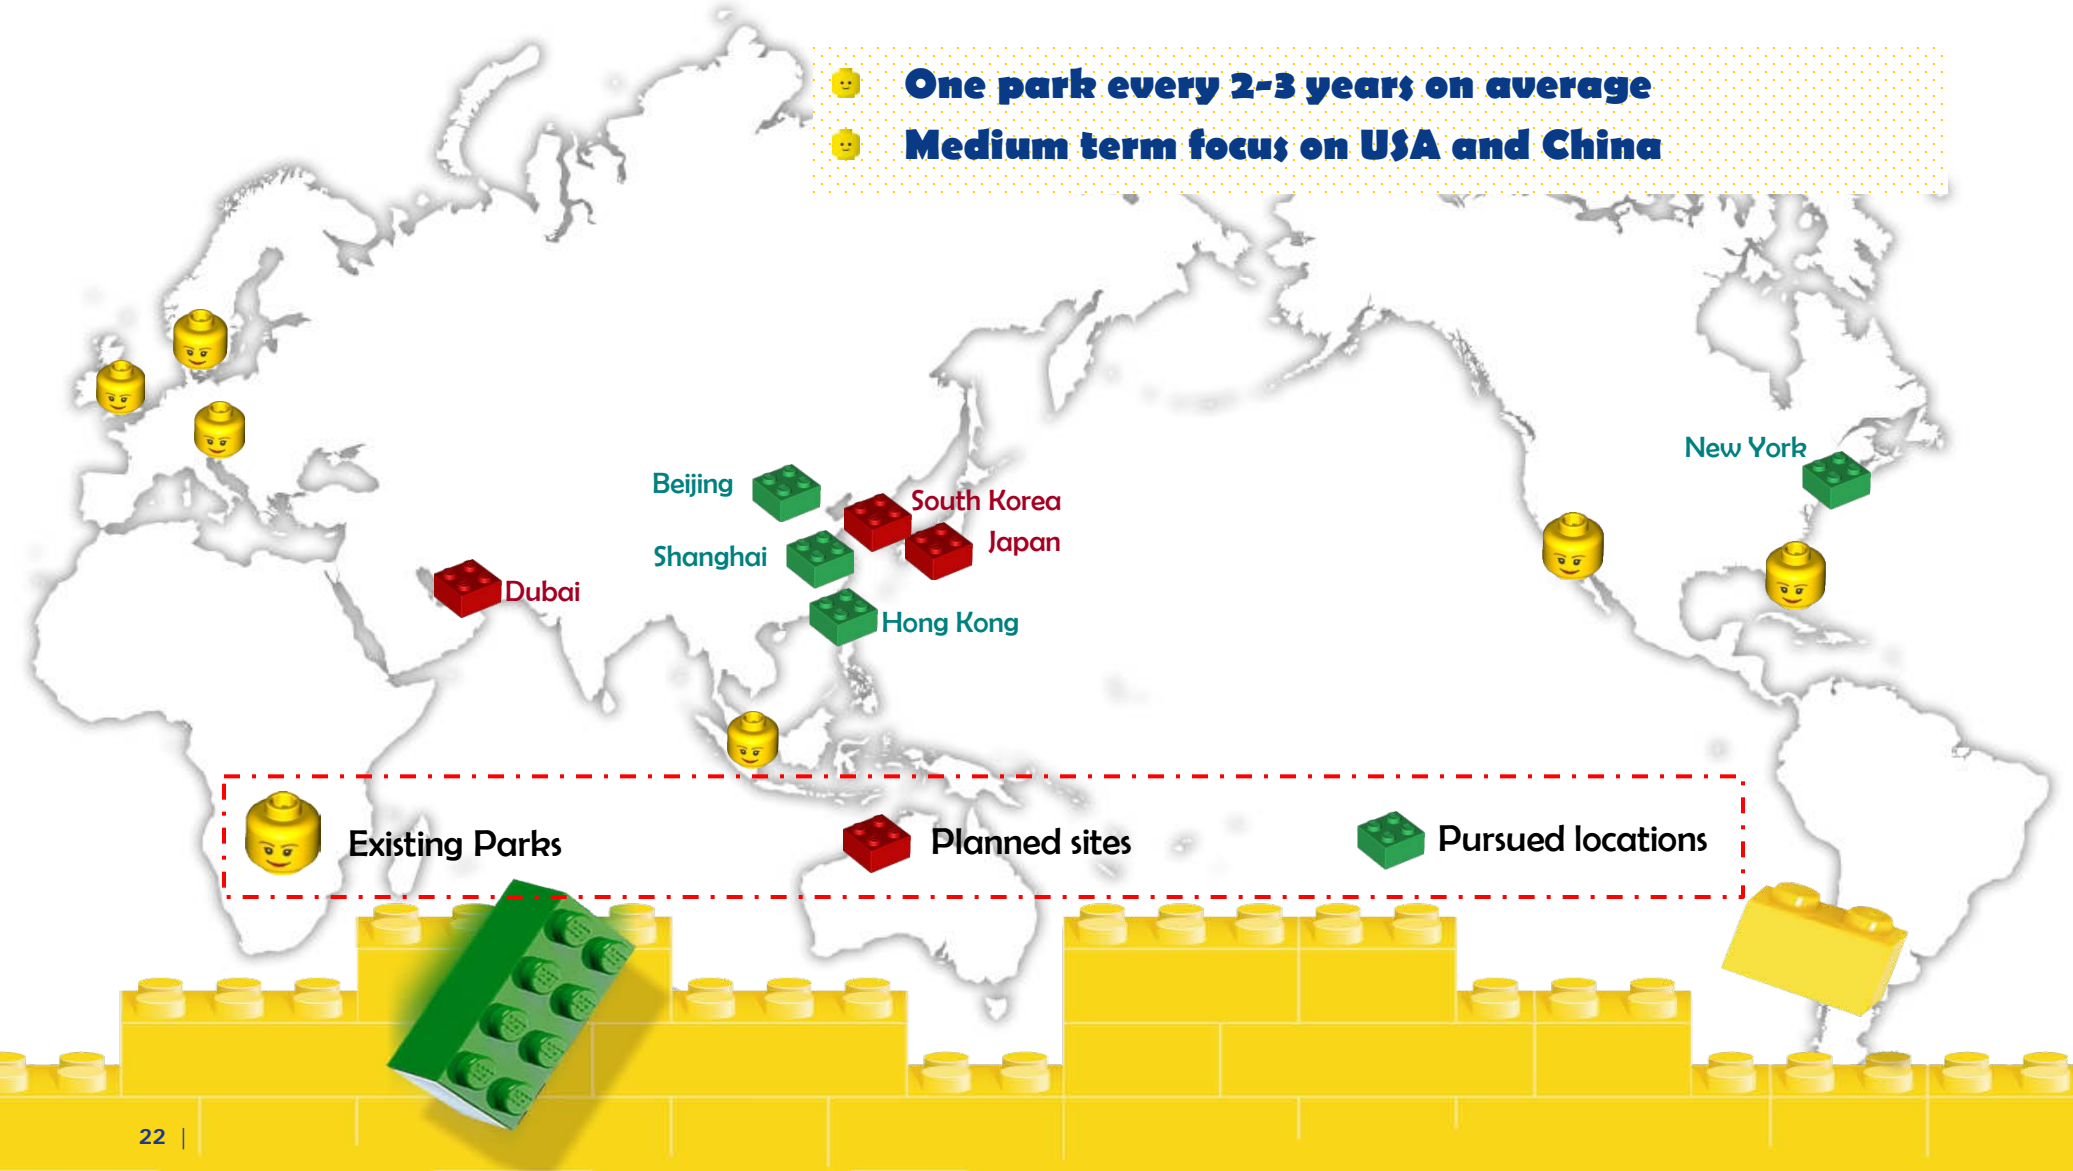 One park every 2-3 years on average
Medium term focus on USA and China
New York
Beijing
South Korea
Japan
Shanghai
Dubai
Hong Kong
Existing Parks
Planned sites
Pursued locations
22 |